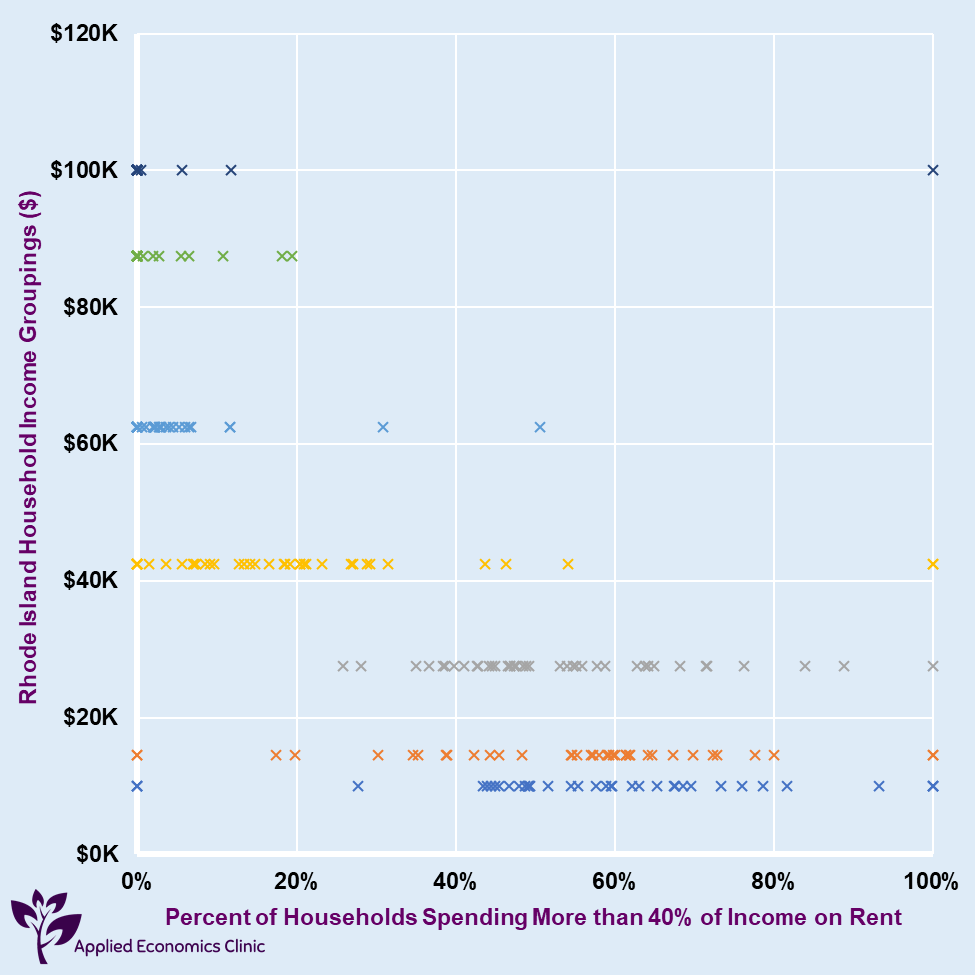 $120K
$100K
$80K
$60K
$40K
$20K
$0K
Rhode Island Household Income Groupings ($)
0% 20% 40% 60% 80% 100%
Percent of Households Spending More than 40% of Income on Rent
Applied Economics Clinic